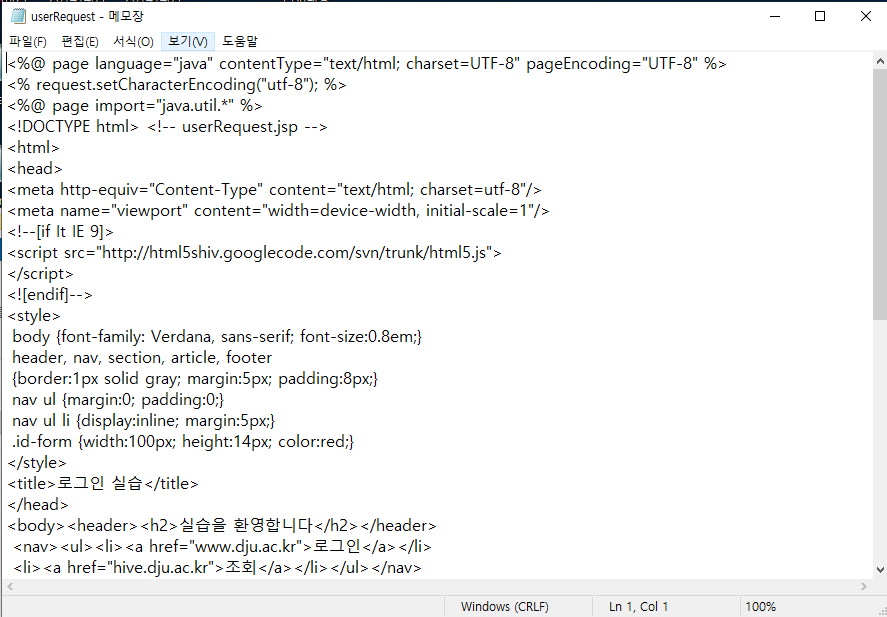 userRequest - 메모장
파일(F) 편집(E) 서식(O) 보기(V) 도움말
<%@ page language="java" contentType="text/html; charset=UTF-8" pageEncoding="UTF-8" %>
<% request.setCharacterEncoding("utf-8"); %>
<%@ page import="java.util.*" %>
<!DOCTYPE html> <!-- userRequest.jsp -->
<html>
<head>
<meta http-equiv="Content-Type" content="text/html; charset=utf-8"/>
<meta name="viewport" content="width=device-width, initial-scale=1"/>
<!--[if lt IE 9]>
<script src="http://html5shiv.googlecode.com/svn/trunk/html5.js">
</script>
<![endif]-->
<style>
 body {font-family: Verdana, sans-serif; font-size:0.8em;}
 header, nav, section, article, footer
 {border:1px solid gray; margin:5px; padding:8px;}
 nav ul {margin:0; padding:0;}
 nav ul li {display:inline; margin:5px;}
 .id-form {width:100px; height:14px; color:red;}
</style>
<title>로그인 실습</title>
</head>
<body><header><h2>실습을 환영합니다</h2></header>
 <nav><ul><li><a href="www.dju.ac.kr">로그인</a></li>
 <li><a href="hive.dju.ac.kr">조회</a></li></ul></nav>
Windows (CRLF) Ln 1, Col 1 100%